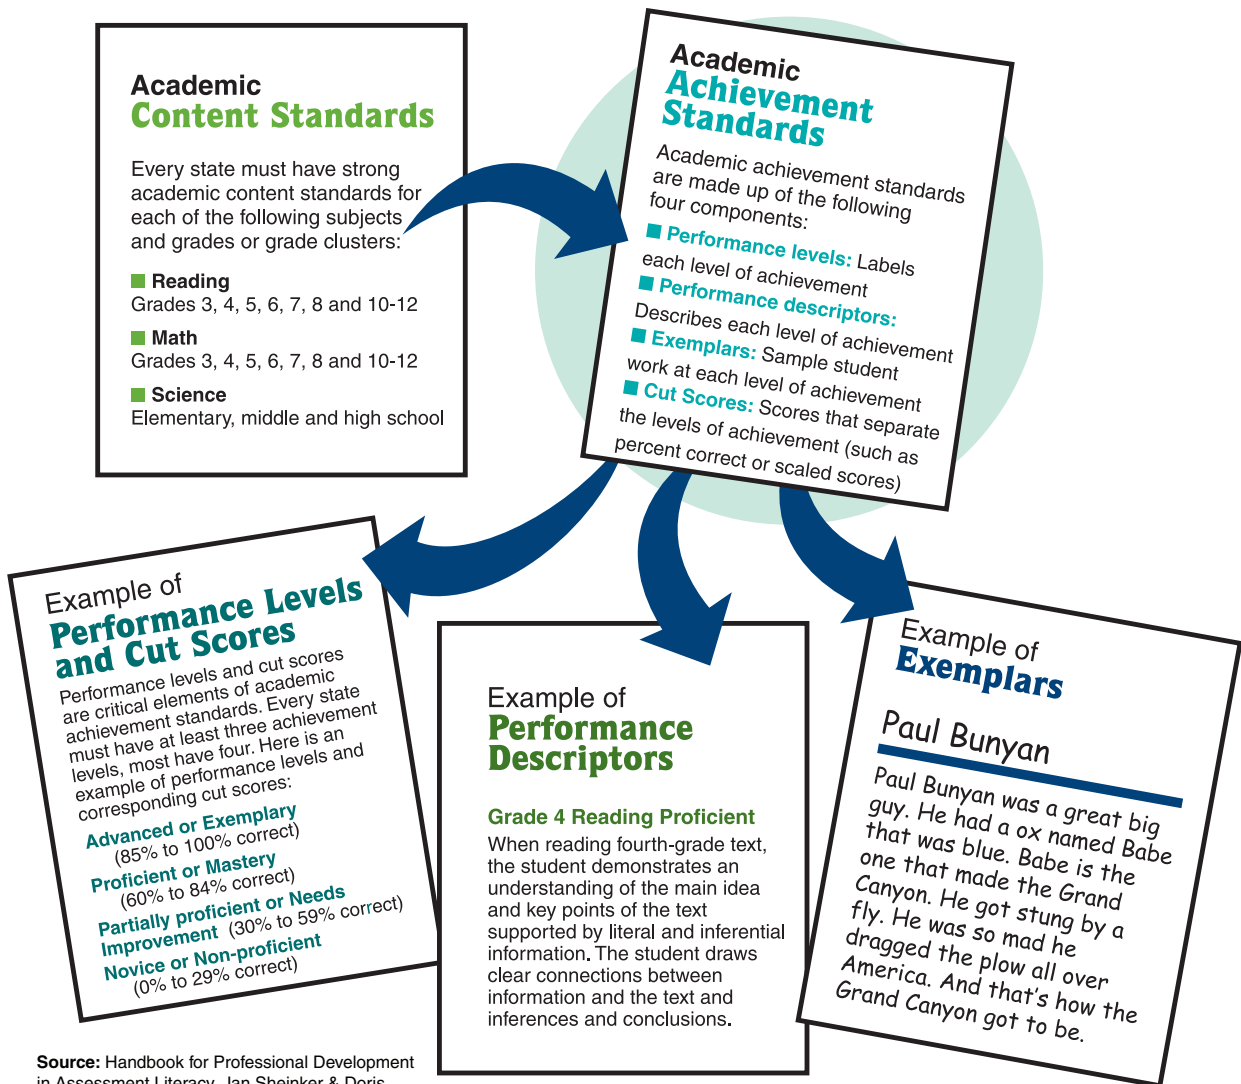 Academic
Content Standards
Every state must have strong
academic content standards for
each of the following subjects
and grades or grade clusters:
■ Reading
Grades 3, 4, 5, 6, 7, 8 and 10-12
■ Math
Grades 3, 4, 5, 6, 7, 8 and 10-12
■ Science
Elementary, middle and high school
Academic
Achievement
Standards
Academic achievement standards
are made up of the following
four components:
■ Performance levels: Labels
each level of achievement
■ Performance descriptors:
Describes each level of achievement
■ Exemplars: Sample student
work at each level of achievement
■ Cut Scores: Scores that separate
the levels of achievement (such as
percent correct or scaled scores)
Example of
Performance Levels
and Cut Scores
Performance levels and cut scores
are critical elements of academic
achievement standards. Every state
must have at least three achievement
levels, most have four. Here is an
example of performance levels and
corresponding cut scores:
Advanced or Exemplary
(85% to 100% correct)
Proficient or Mastery
(60% to 84% correct)
Partially proficient or Needs
Improvement (30% to 59% correct)
Novice or Non-proficient
(0% to 29% correct)
Example of
Performance
Descriptors
Grade 4 Reading Proficient
When reading fourth-grade text,
the student demonstrates an
understanding of the main idea
and key points of the text
supported by literal and inferential
information. The student draws
clear connections between
information and the text and
inferences and conclusions.
Example of
Exemplars
Paul Bunyan
Paul Bunyan was a great big
guy. He had a ox named Babe
that was blue. Babe is the
one that made the Grand
Canyon. He got stung by a
fly. He was so mad he
dragged the plow all over
America. And that's how the
Grand Canyon got to be.
Source: Handbook for Professional Development
in Assessment Literacy, Jan Sheinker & Doris